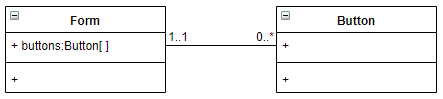 Form
+ buttons:Button[ ]
+
1..1
0..*
Button
+
+